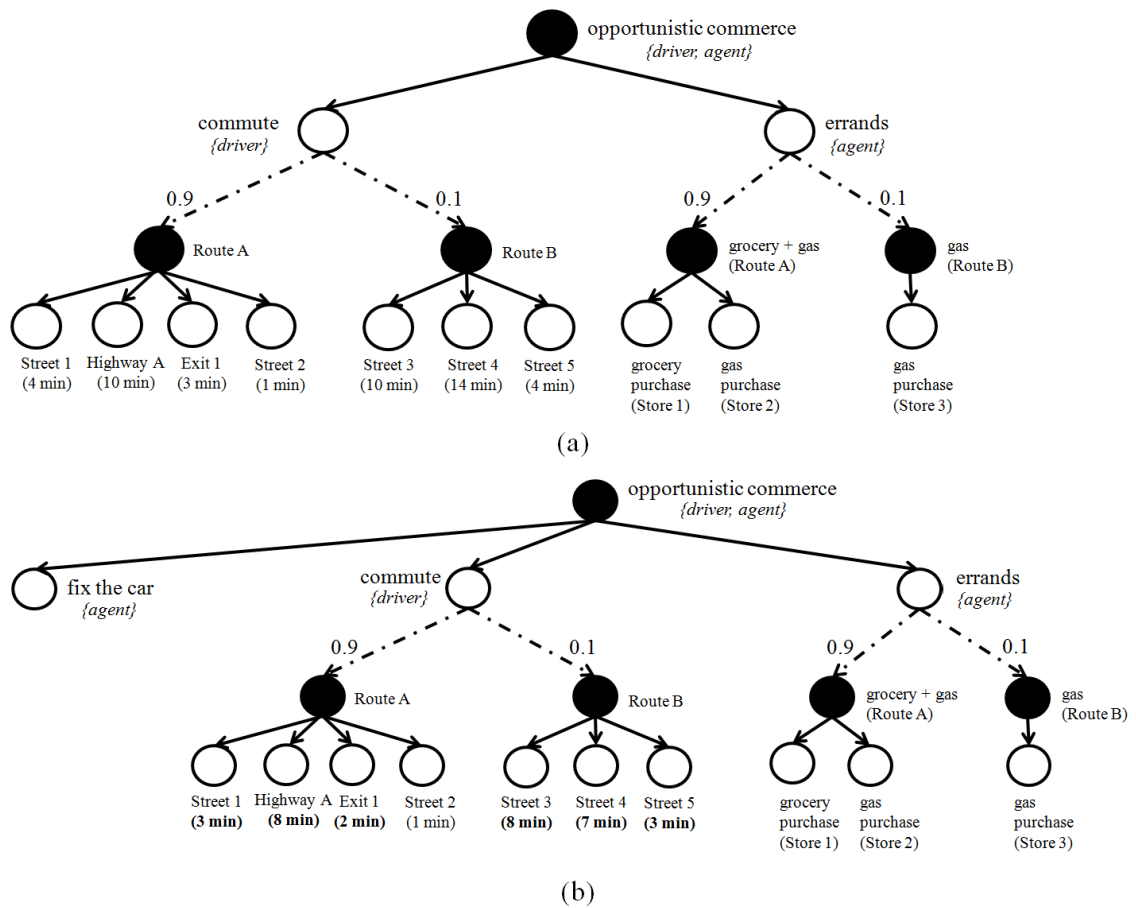 opportunistic commerce
{driver, agent}
commute
{driver}
errands
{agent}
0.9
0.1
0.9
0.1
Route A
Route B
grocery + gas
(Route A)
gas
(Route B)
Street 1
(4 min)
Highway A
(10 min)
Exit 1
(3 min)
Street 2
(1 min)
Street 3
(10 min)
Street 4
(14 min)
Street 5
(4 min)
grocery
purchase
(Store 1)
gas
purchase
(Store 2)
gas
purchase
(Store 3)
(a)
opportunistic commerce
{driver, agent}
fix the car
{agent}
commute
{driver}
errands
{agent}
0.9
0.1
0.9
0.1
Route A
Route B
grocery + gas
(Route A)
gas
(Route B)
Street 1
(3 min)
Highway A
(8 min)
Exit 1
(2 min)
Street 2
(1 min)
Street 3
(8 min)
Street 4
(7 min)
Street 5
(3 min)
grocery
purchase
(Store 1)
gas
purchase
(Store 2)
gas
purchase
(Store 3)
(b)